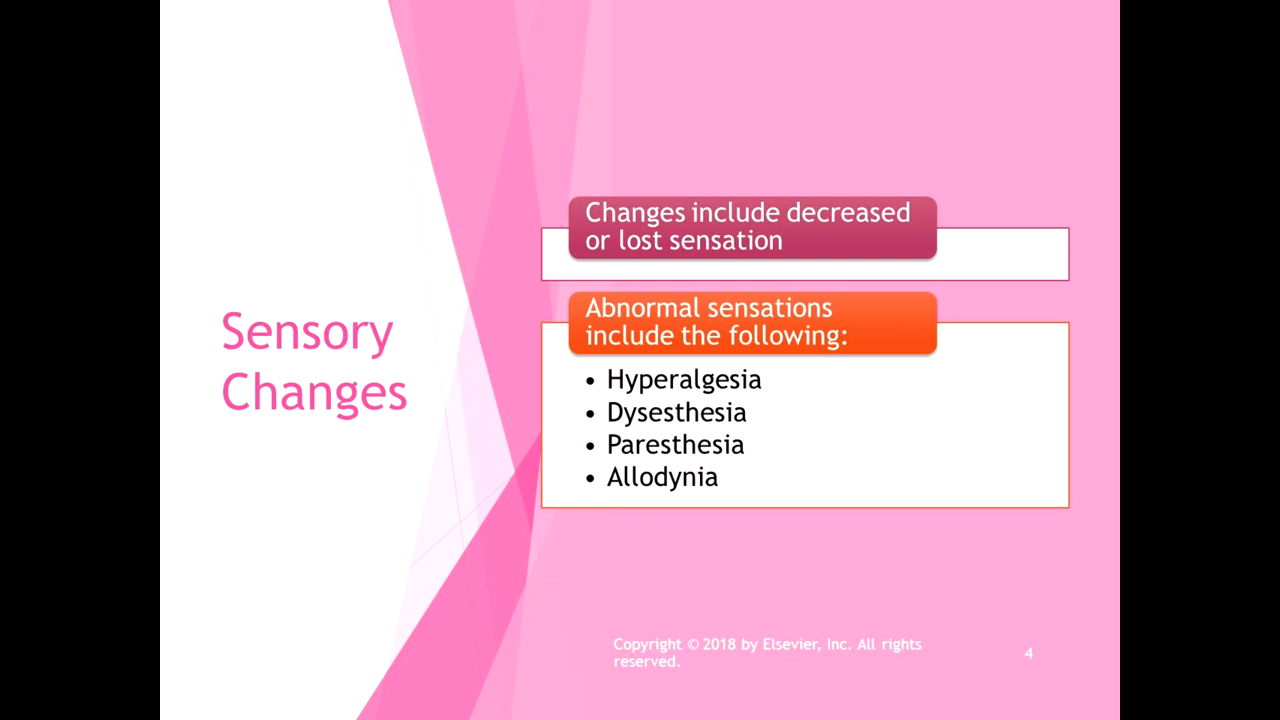 Sensory
Changes
Changes include decreased
or lost sensation
Abnormal sensations
include the following:
• Hyperalgesia
• Dysesthesia
• Paresthesia
• Allodynia
Copyright © 2018 by Elsevier, Inc. All rights
reserved.
4